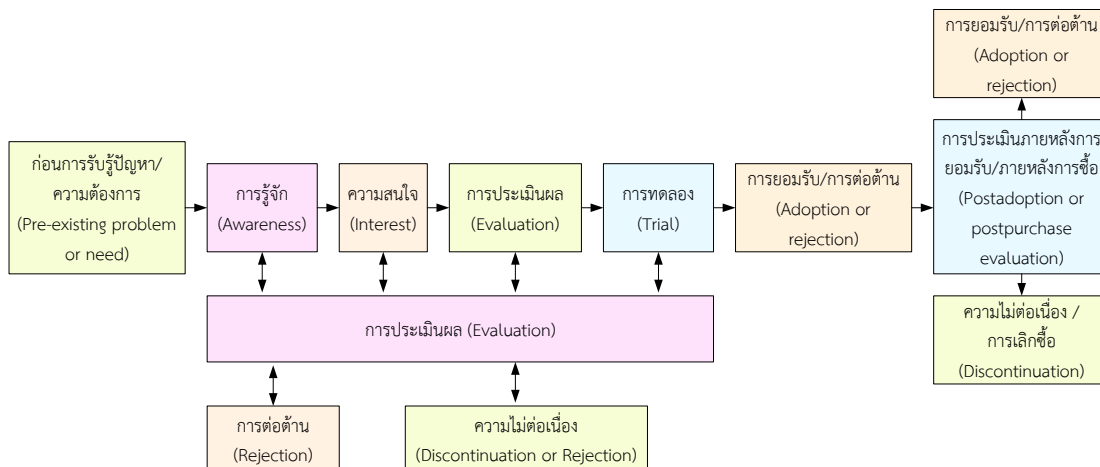 การยอมรับ/การต่อต้าน
(Adoption or
rejection)
ก่อนการรับรู้ปัญหา/
ความต้องการ
(Pre-existing problem
or need)
การรู้จัก
(Awareness)
ความสนใจ
(Interest)
การประเมินผล
(Evaluation)
การทดลอง
(Trial)
การยอมรับ/การต่อต้าน
(Adoption or
rejection)
การประเมินภายหลังการ
ยอมรับ/ภายหลังการซื้อ
(Postadoption or
postpurchase
evaluation)
การประเมินผล (Evaluation)
ความไม่ต่อเนื่อง /
การเลิกซื้อ
(Discontinuation)
การต่อต้าน
(Rejection)
ความไม่ต่อเนื่อง
(Discontinuation or Rejection)